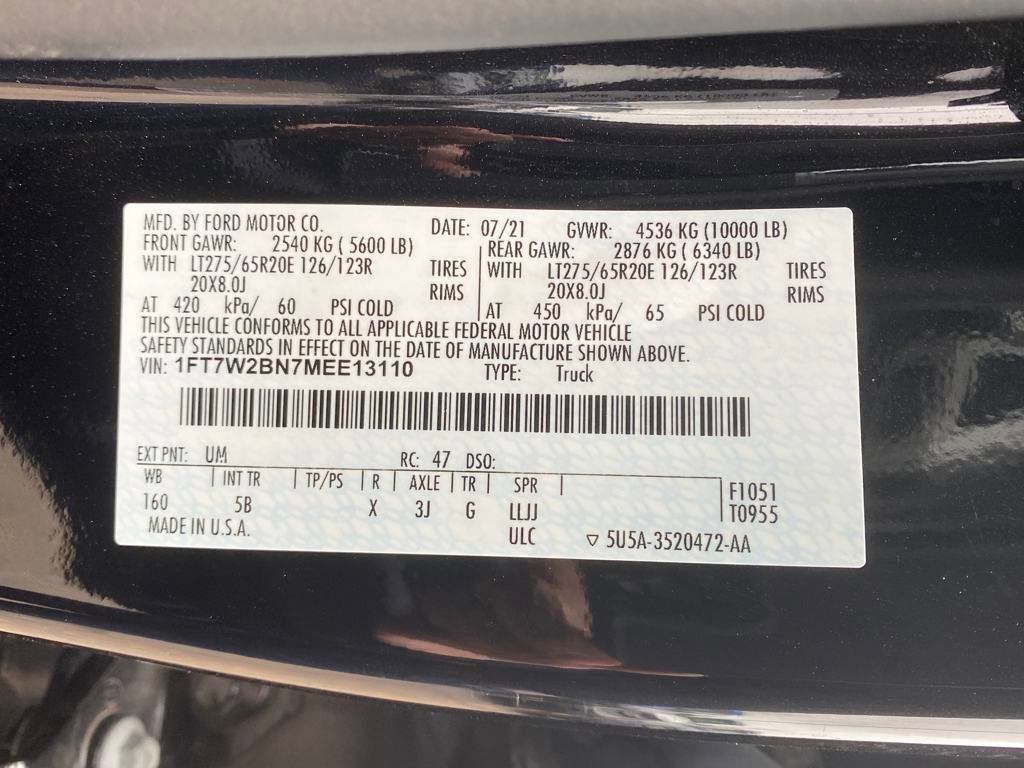 MFD. BY FORD MOTOR CO. DATE: 07/21 GVWR: 4536 KG (10000 LB)
FRONT GAWR: 2540 KG ( 5600 LB) REAR GAWR: 2876 KG ( 6340 LB)
WITH LT275/65R20E 126/123R TIRES WITH LT275/65R20E 126/123R TIRES
20X8.0J RIMS 20X8.0J RIMS
AT 420 kPa/ 60 PSI COLD AT 450 kPa/ 65 PSI COLD
THIS VEHICLE CONFORMS TO ALL APPLICABLE FEDERAL MOTOR VEHICLE
SAFETY STANDARDS IN EFFECT ON THE DATE OF MANUFACTURE SHOWN ABOVE.
VIN: 1FT7W2BN7MEE13110 TYPE: Truck
EXT PNT: UM RC: 47 DSO:
WB INT TR TP/PS R AXLE TR SPR F1051
160 5B X 3J G LLJJ T0955
MADE IN U.S.A. ULC ▽ 5U5A-3520472-AA